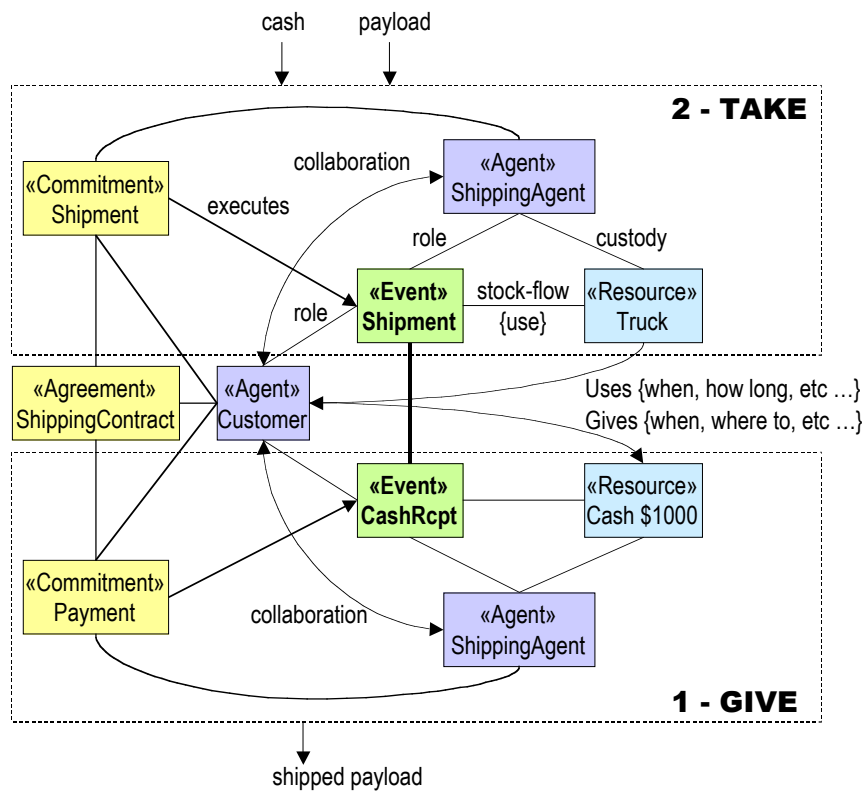 cash
payload
2 - TAKE
collaboration
«Agent»
ShippingAgent
«Commitment»
Shipment
executes
role
custody
«Event»
Shipment
stock-flow
{use}
«Resource»
Truck
role
«Agreement»
ShippingContract
«Agent»
Customer
Uses {when, how long, etc …}
Gives {when, where to, etc …}
«Event»
CashRcpt
«Resource»
Cash $1000
«Commitment»
Payment
collaboration
«Agent»
ShippingAgent
1 - GIVE
shipped payload